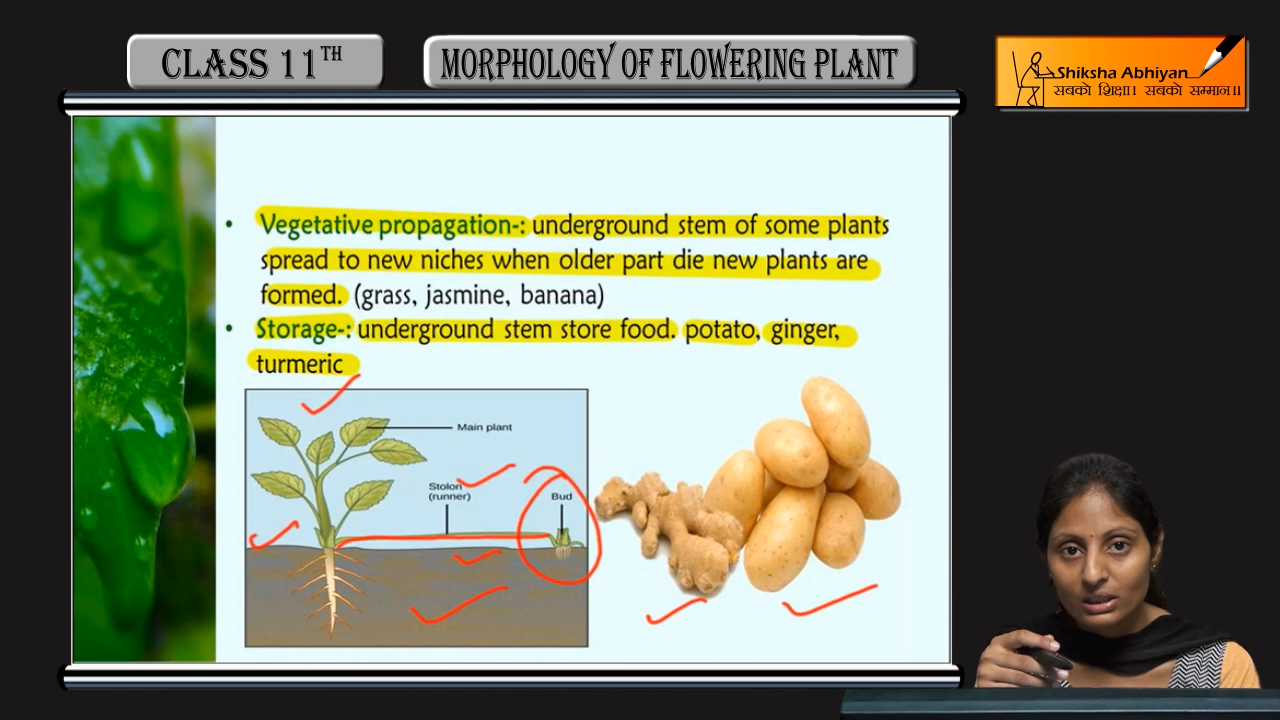 CLASS 11TH
MORPHOLOGY OF FLOWERING PLANT
Shiksha Abhiyan
सबको शिक्षा। सबको सम्मान॥
• Vegetative propagation-: underground stem of some plants
spread to new niches when older part die new plants are
formed. (grass, jasmine, banana)
• Storage-: underground stem store food. potato, ginger,
turmeric
Main plant
Stolon
(runner)
Bud